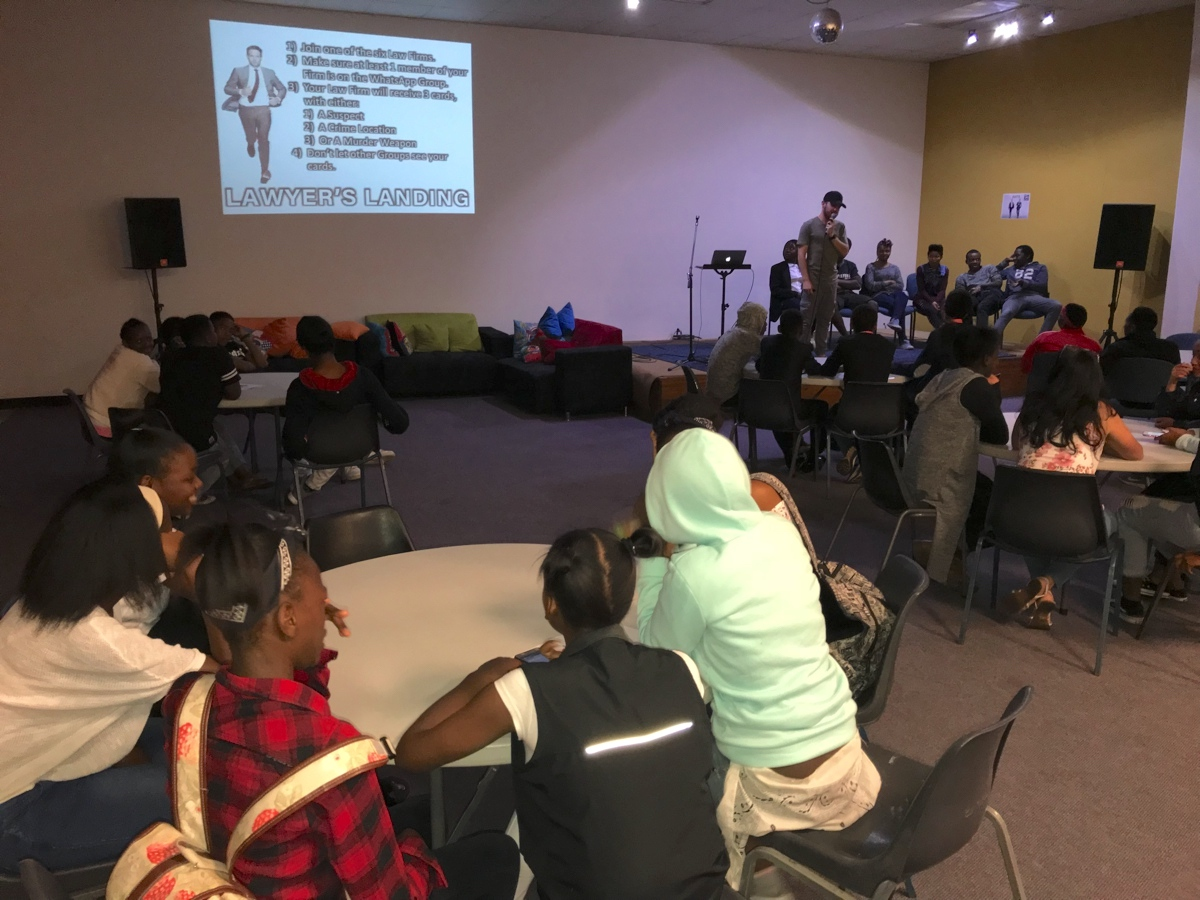 1) Join one of the six Law Firms.
2) Make sure at least 1 member of your
Firm is on the WhatsApp Group.
3) Your Law Firm will receive 3 cards,
with either:
1) A Suspect
2) A Crime Location
3) Or A Murder Weapon
4) Don't let other Groups see your
cards.
LAWYER'S LANDING
82